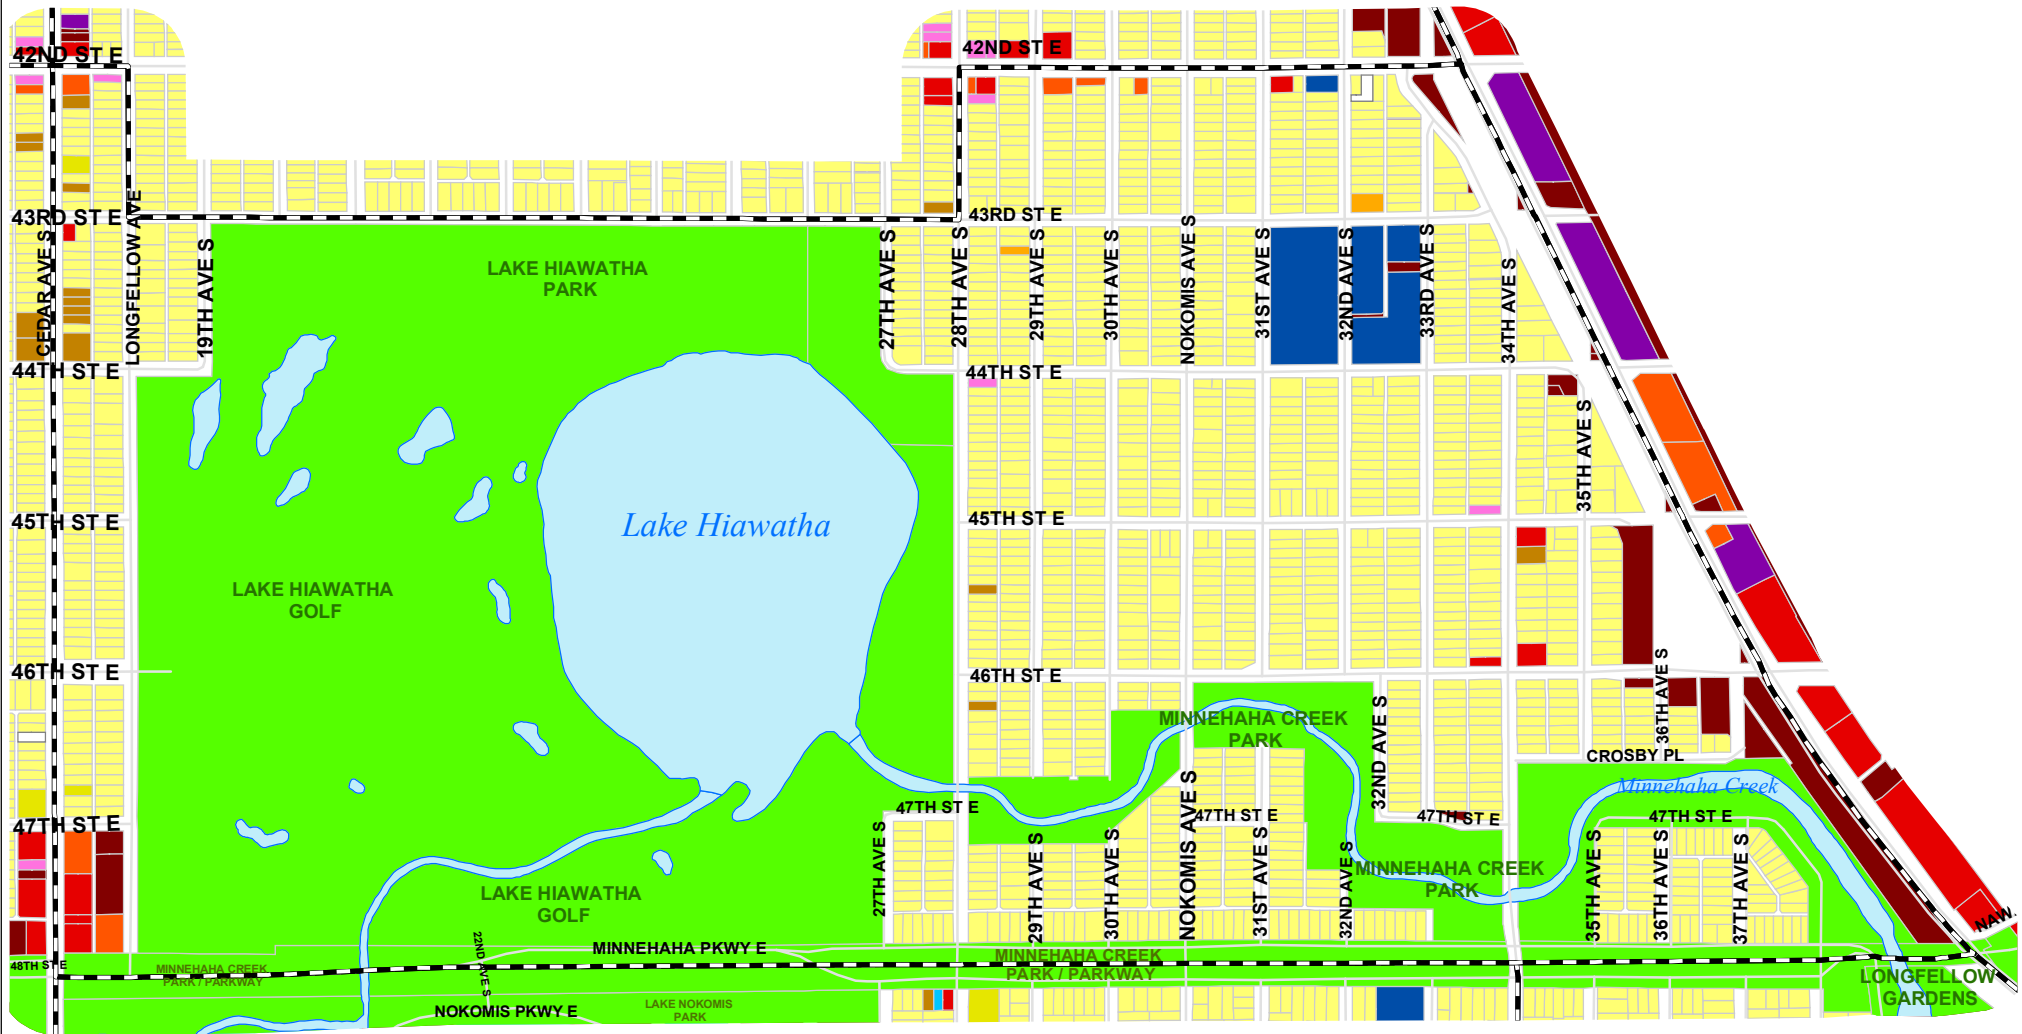 42ND ST E
42ND ST E
43RD ST E
43RD ST E
CEDAR AVE S
LONGFELLOW AVE
19TH AVE S
LAKE HIAWATHA
PARK
27TH AVE S
28TH AVE S
29TH AVE S
30TH AVE S
NOKOMIS AVE S
31ST AVE S
32ND AVE S
33RD AVE S
34TH AVE S
44TH ST E
44TH ST E
35TH AVE S
45TH ST E
45TH ST E
Lake Hiawatha
LAKE HIAWATHA
GOLF
46TH ST E
46TH ST E
36TH AVE S
MINNEHAHA CREEK
PARK
32ND AVE S
CROSBY PL
Minnehaha Creek
47TH ST E
47TH ST E
47TH ST E
47TH ST E
47TH ST E
27TH AVE S
29TH AVE S
30TH AVE S
NOKOMIS AVE S
31ST AVE S
32ND AVE S
MINNEHAHA CREEK
PARK
35TH AVE S
36TH AVE S
37TH AVE S
LAKE HIAWATHA
GOLF
NAW.
22ND AVE S
MINNEHAHA PKWY E
MINNEHAHA CREEK
PARK / PARKWAY
48TH ST E
MINNEHAHA CREEK
PARK / PARKWAY
LONGFELLOW
GARDENS
LAKE NOKOMIS
PARK
NOKOMIS PKWY E